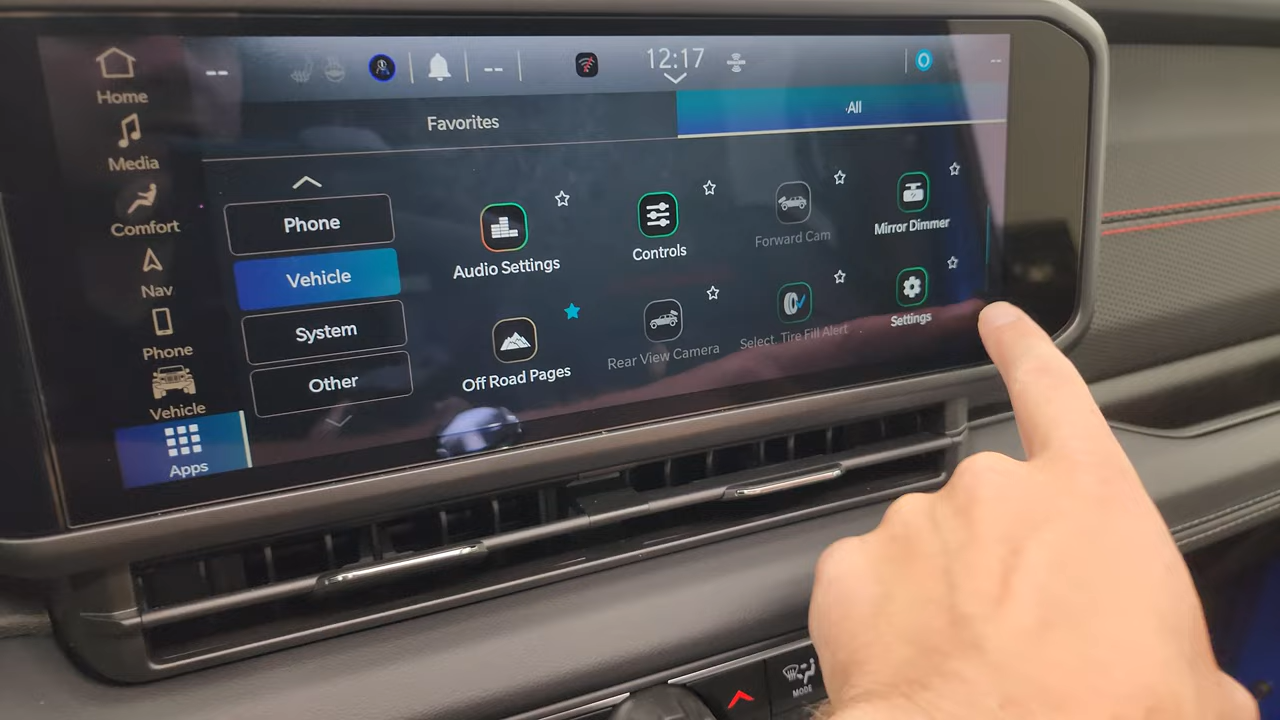 --
--
12:17
--
Home
Media
Comfort
Nav
Phone
Vehicle
Apps
Favorites
All
Phone
Vehicle
System
Other
Audio Settings
Controls
Forward Cam
Mirror Dimmer
Off Road Pages
Rear View Camera
Select. Tire Fill Alert
Settings
MODE